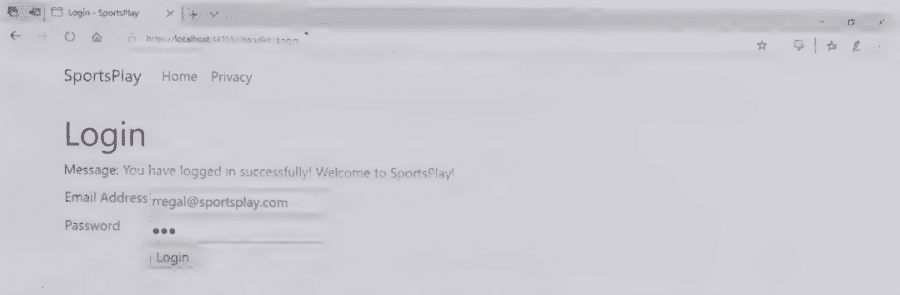 Login - SportsPlay
SportsPlay Home Privacy
Login
Message: You have logged in successfully! Welcome to SportsPlay!
Email Address rregal@sportsplay.com
Password •••
Login